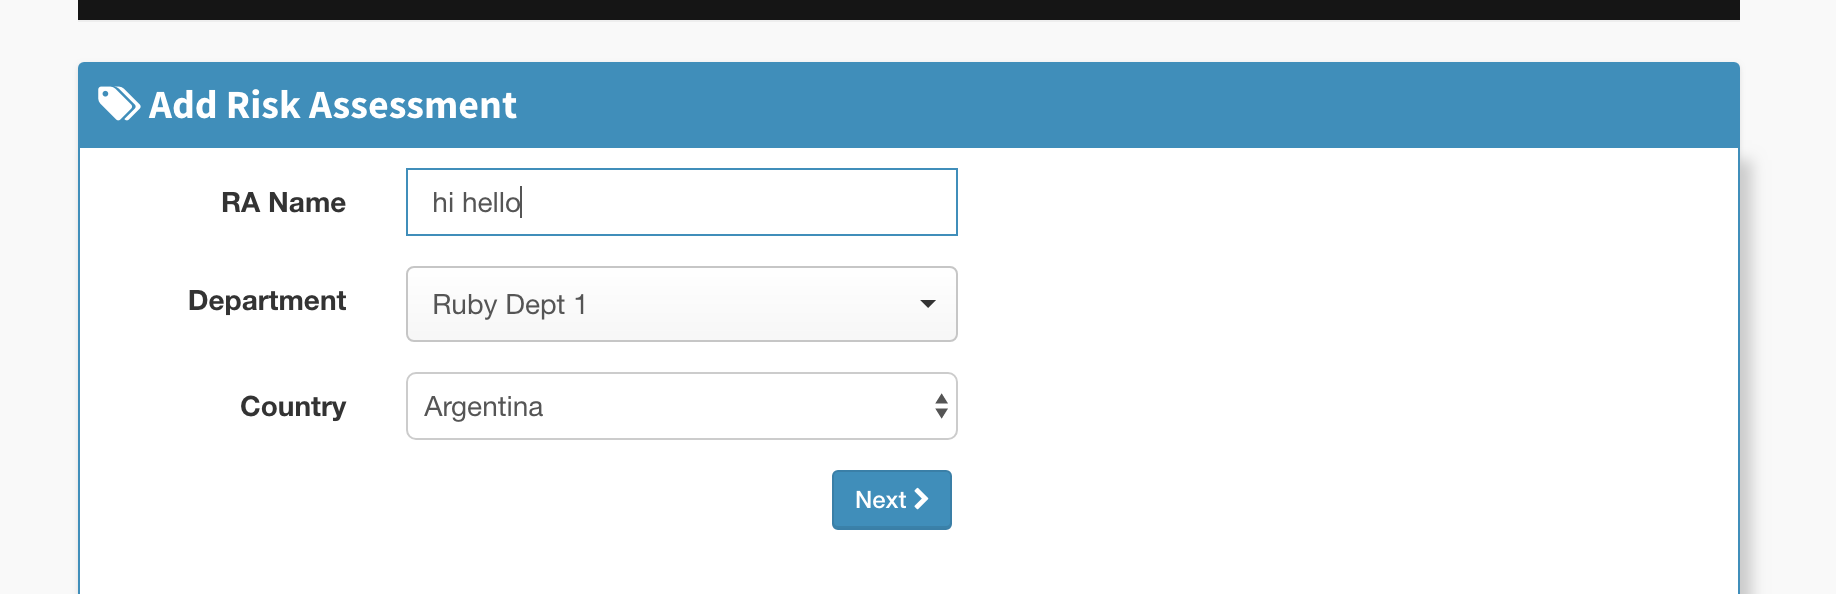 Add Risk Assessment
RA Name
hi hello
Department
Ruby Dept 1
Country
Argentina
Next